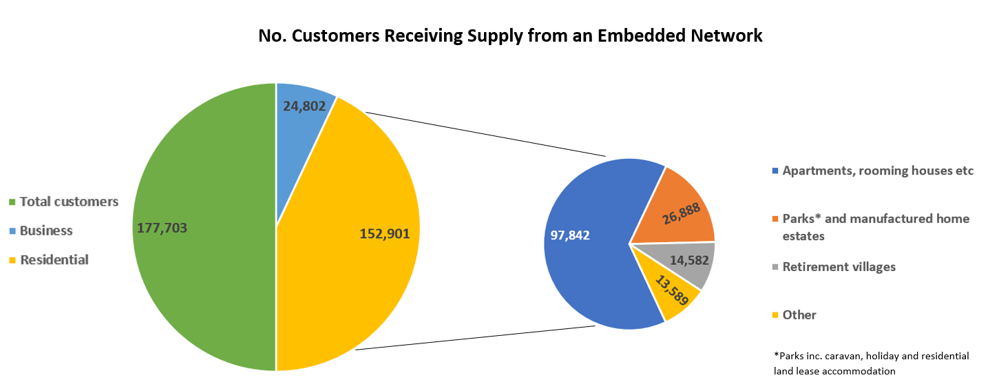 No. Customers Receiving Supply from an Embedded Network
Total customers
Business
Residential
24,802
177,703
152,901
97,842
26,888
14,582
13,589
Apartments, rooming houses etc
Parks* and manufactured home
estates
Retirement villages
Other
*Parks inc. caravan, holiday and residential
land lease accommodation